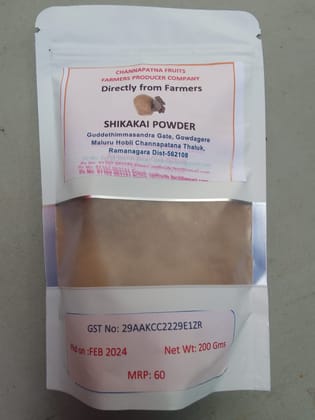 CHANNAPATNA FRUITS
FARMERS PRODUCER COMPANY
Directly from Farmers
SHIKAKAI POWDER
Guddethimmasandra Gate, Gowdagere
Maluru Hobli Channapatana Thaluk,
Ramanagara Dist-562108
GST No: 29AAKCC2229E1ZR
on :FEB 2024
Net Wt: 200 Gms
MRP: 60